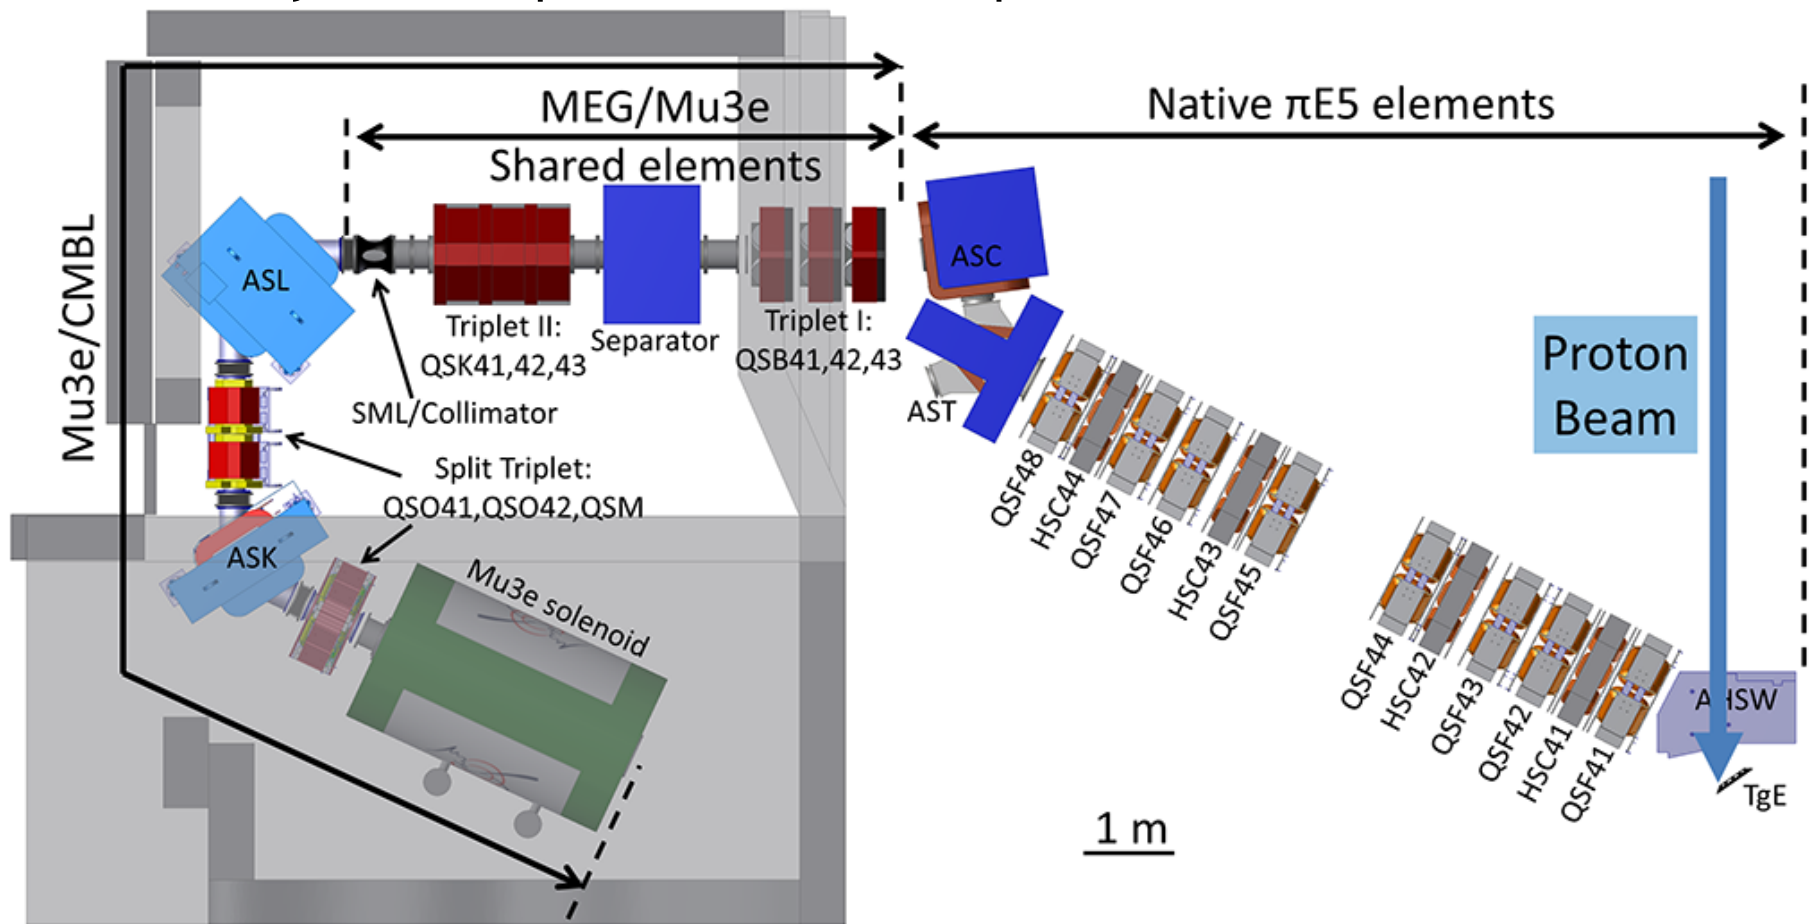 MEG/Mu3e
Shared elements
Native πE5 elements
Mu3e/CMBL
ASL
ASC
Triplet II:
QSK41,42,43
Separator
Triplet I:
QSB41,42,43
AST
SML/Collimator
Split Triplet:
QSO41,QSO42,QSM
ASK
Mu3e solenoid
QSF48
HSC44
QSF47
QSF46
HSC43
QSF45
QSF44
HSC42
QSF43
QSF42
HSC41
QSF41
Proton
Beam
AHSW
TgE
1 m